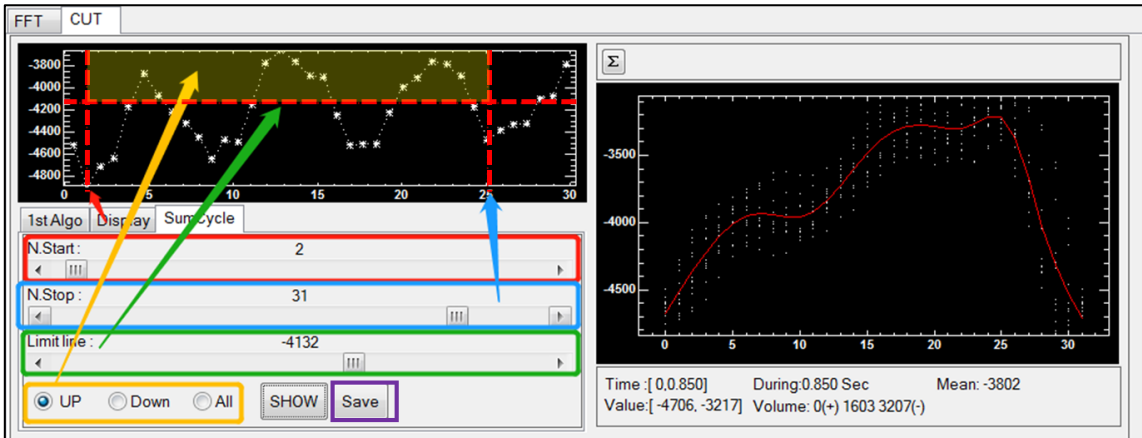 FFT CUT
-3800
-4000
-4200
-4400
-4600
-4800
0 5 10 15 20 25 30
1st Algo Display SumCycle
N.Start : 2
N.Stop : 31
Limit line : -4132
UP Down All SHOW Save
Σ
-3500
-4000
-4500
0 5 10 15 20 25 30
Time :[ 0,0.850] During:0.850 Sec Mean: -3802
Value:[ -4706, -3217] Volume: 0(+) 1603 3207(-)